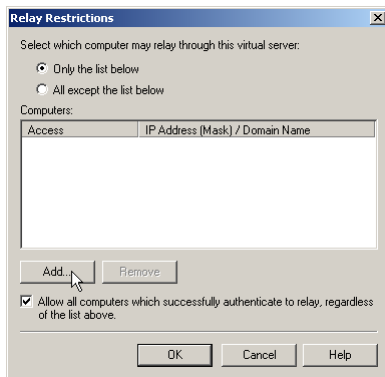 Relay Restrictions
Select which computer may relay through this virtual server:
Only the list below
All except the list below
Computers:
Access IP Address (Mask) / Domain Name
Add... Remove
Allow all computers which successfully authenticate to relay, regardless
of the list above.
OK Cancel Help